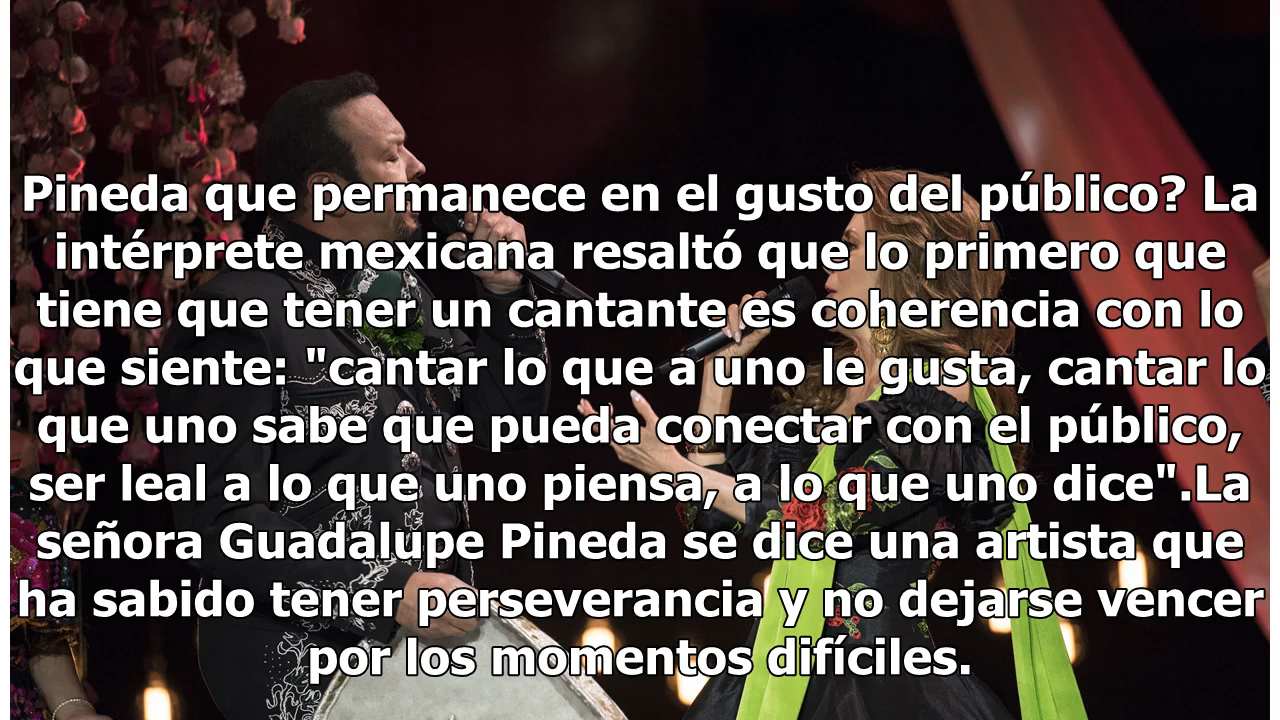 Pineda que permanece en el gusto del público? La
intérprete mexicana resaltó que lo primero que
tiene que tener un cantante es coherencia con lo
que siente: "cantar lo que a uno le gusta, cantar lo
que uno sabe que pueda conectar con el público,
ser leal a lo que uno piensa, a lo que uno dice".La
señora Guadalupe Pineda se dice una artista que
ha sabido tener perseverancia y no dejarse vencer
por los momentos difíciles.